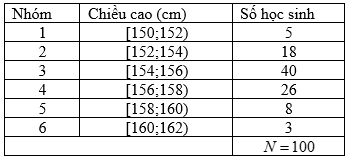 Nhóm Chiều cao (cm) Số học sinh
1 [150;152) 5
2 [152;154) 18
3 [154;156) 40
4 [156;158) 26
5 [158;160) 8
6 [160;162) 3
N = 100